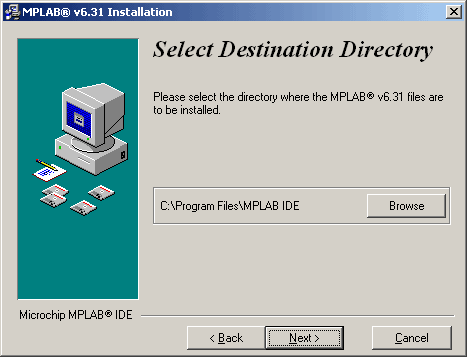 MPLAB® v6.31 Installation
Select Destination Directory
Please select the directory where the MPLAB® v6.31 files are
to be installed.
C:\Program Files\MPLAB IDE
Browse
Microchip MPLAB® IDE
< Back
Next >
Cancel